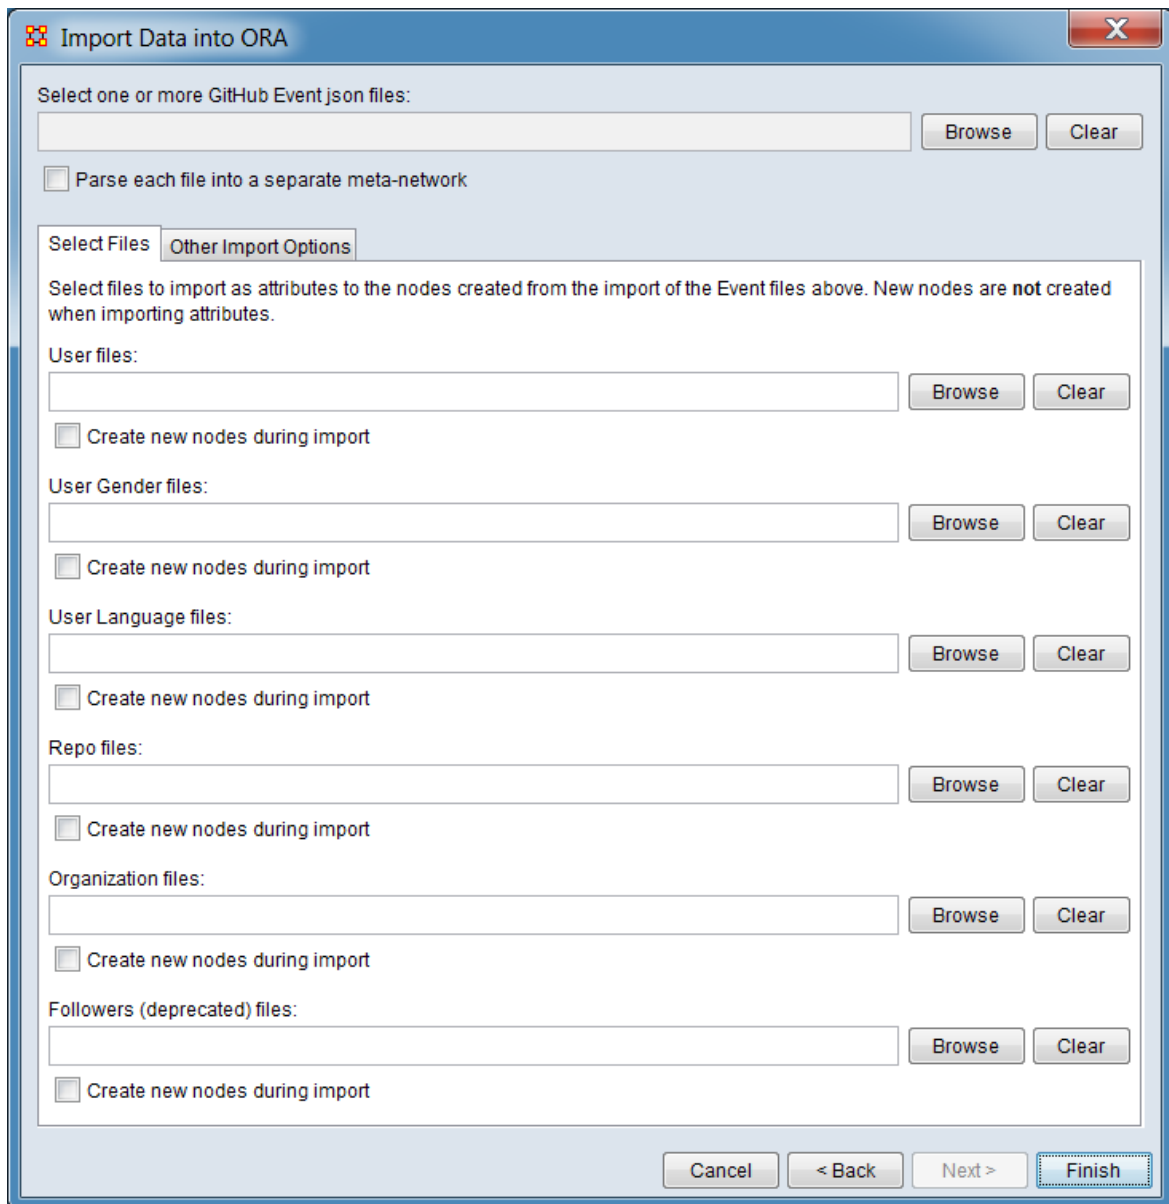 Import Data into ORA
X
Select one or more GitHub Event json files:
Browse Clear
Parse each file into a separate meta-network
Select Files Other Import Options
Select files to import as attributes to the nodes created from the import of the Event files above. New nodes are not created
when importing attributes.
User files:
Browse Clear
Create new nodes during import
User Gender files:
Browse Clear
Create new nodes during import
User Language files:
Browse Clear
Create new nodes during import
Repo files:
Browse Clear
Create new nodes during import
Organization files:
Browse Clear
Create new nodes during import
Followers (deprecated) files:
Browse Clear
Create new nodes during import
Cancel < Back Next > Finish